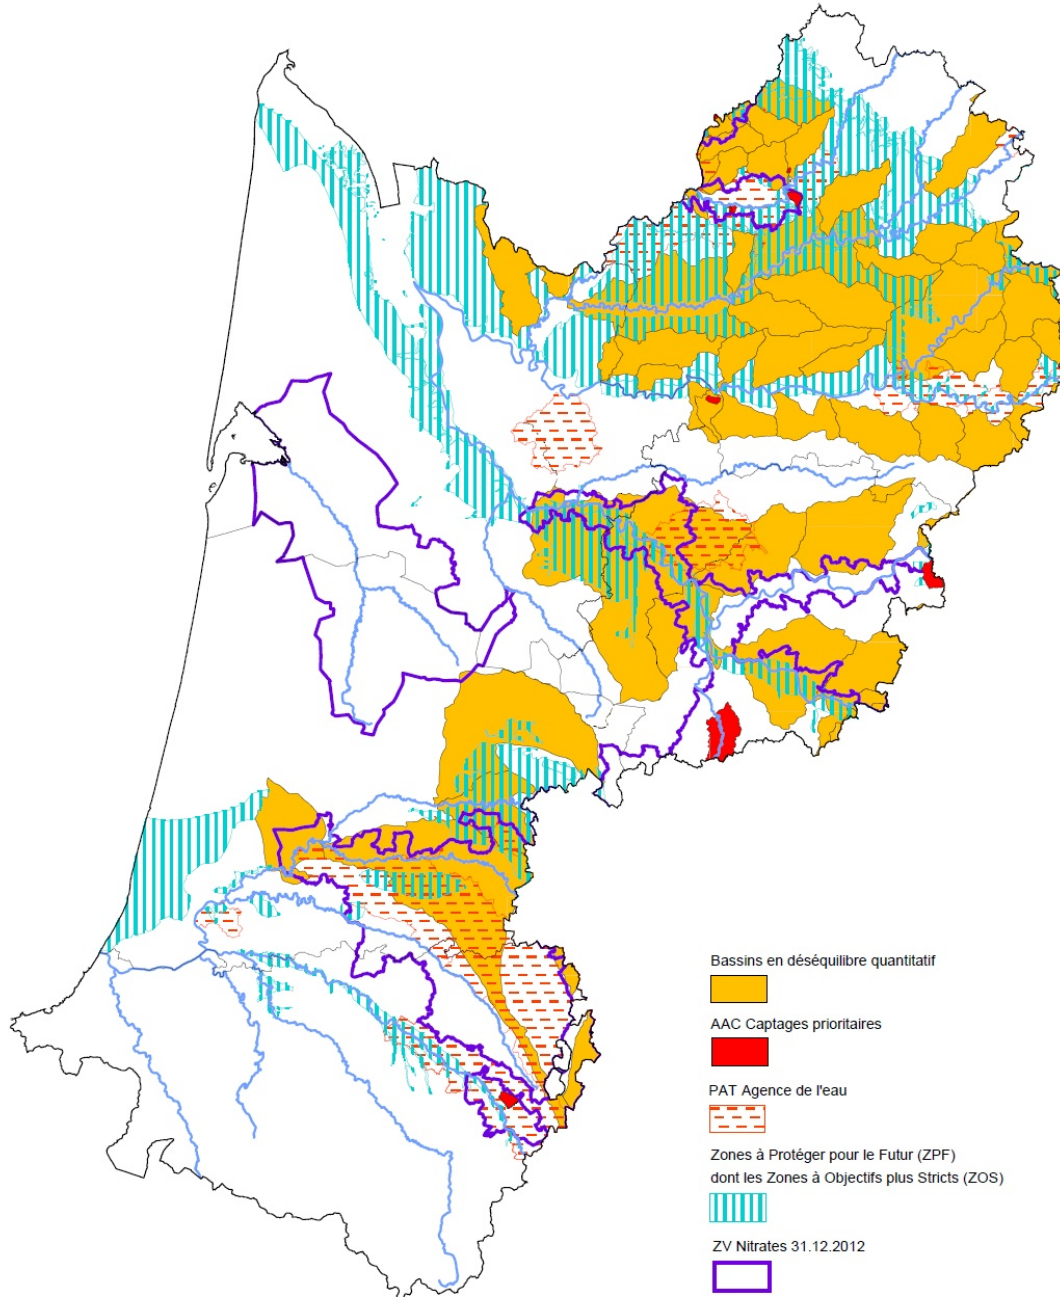 Bassins en déséquilibre quantitatif
AAC Captages prioritaires
PAT Agence de l'eau
Zones à Protéger pour le Futur (ZPF)
dont les Zones à Objectifs plus Stricts (ZOS)
ZV Nitrates 31.12.2012